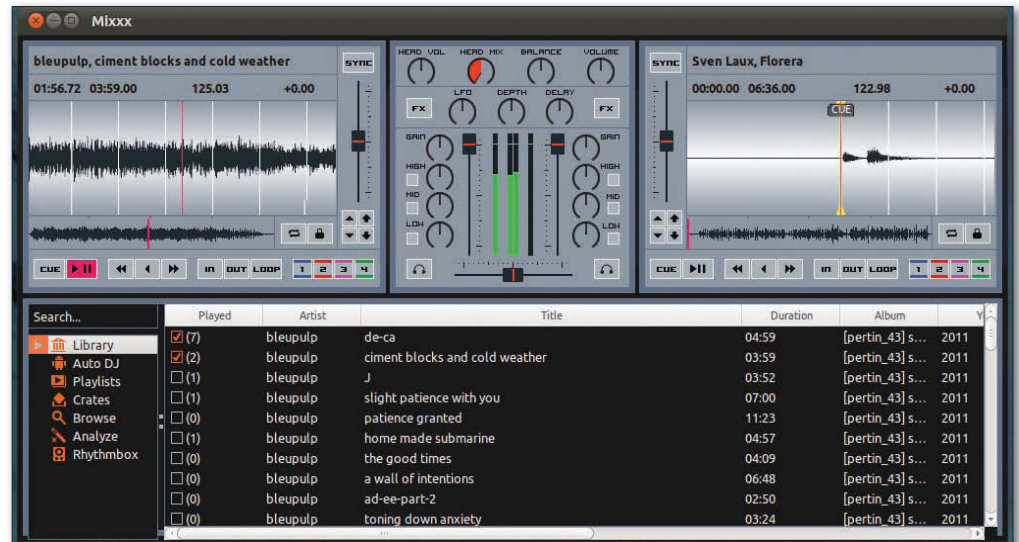 Mixxx
bleupulp, ciment blocks and cold weather
SYNC
01:56.72 03:59.00 125.03 +0.00
HEAD VOL HEAD MIX BALANCE VOLUME
LFO DEPTH DELAY
FX FX
GAIN GAIN
HIGH HIGH
MID MID
LOW LOW
SYNC
Sven Laux, Florera
00:00.00 06:36.00 122.98 +0.00
CUE
CUE IN OUT LOOP 1 2 3 4
CUE IN OUT LOOP 1 2 3 4
Search...
Library
Auto DJ
Playlists
Crates
Browse
Analyze
Rhythmbox
Played Artist Title Duration Album
(7) bleupulp de-ca 04:59 [pertin_43] s... 2011
(2) bleupulp ciment blocks and cold weather 03:59 [pertin_43] s... 2011
(1) bleupulp J 03:52 [pertin_43] s... 2011
(1) bleupulp slight patience with you 07:00 [pertin_43] s... 2011
(0) bleupulp patience granted 11:23 [pertin_43] s... 2011
(1) bleupulp home made submarine 04:57 [pertin_43] s... 2011
(0) bleupulp the good times 04:09 [pertin_43] s... 2011
(0) bleupulp a wall of intentions 06:48 [pertin_43] s... 2011
(0) bleupulp ad-ee-part-2 02:50 [pertin_43] s... 2011
(0) bleupulp toning down anxiety 03:24 [pertin_43] s... 2011